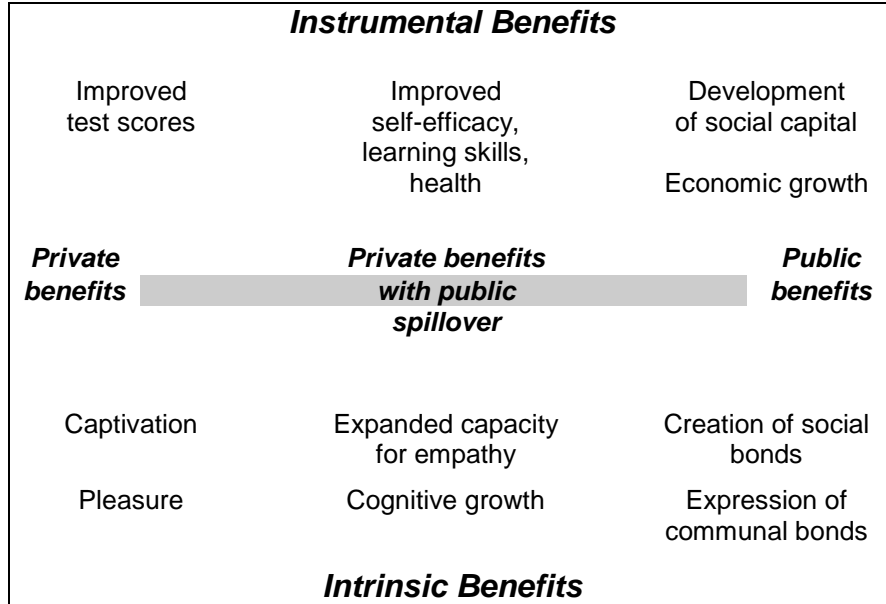 Instrumental Benefits
Improved
test scores
Improved
self-efficacy,
learning skills,
health
Development
of social capital
Economic growth
Private
benefits
Private benefits
with public
spillover
Public
benefits
Captivation
Expanded capacity
for empathy
Creation of social
bonds
Pleasure
Cognitive growth
Expression of
communal bonds
Intrinsic Benefits